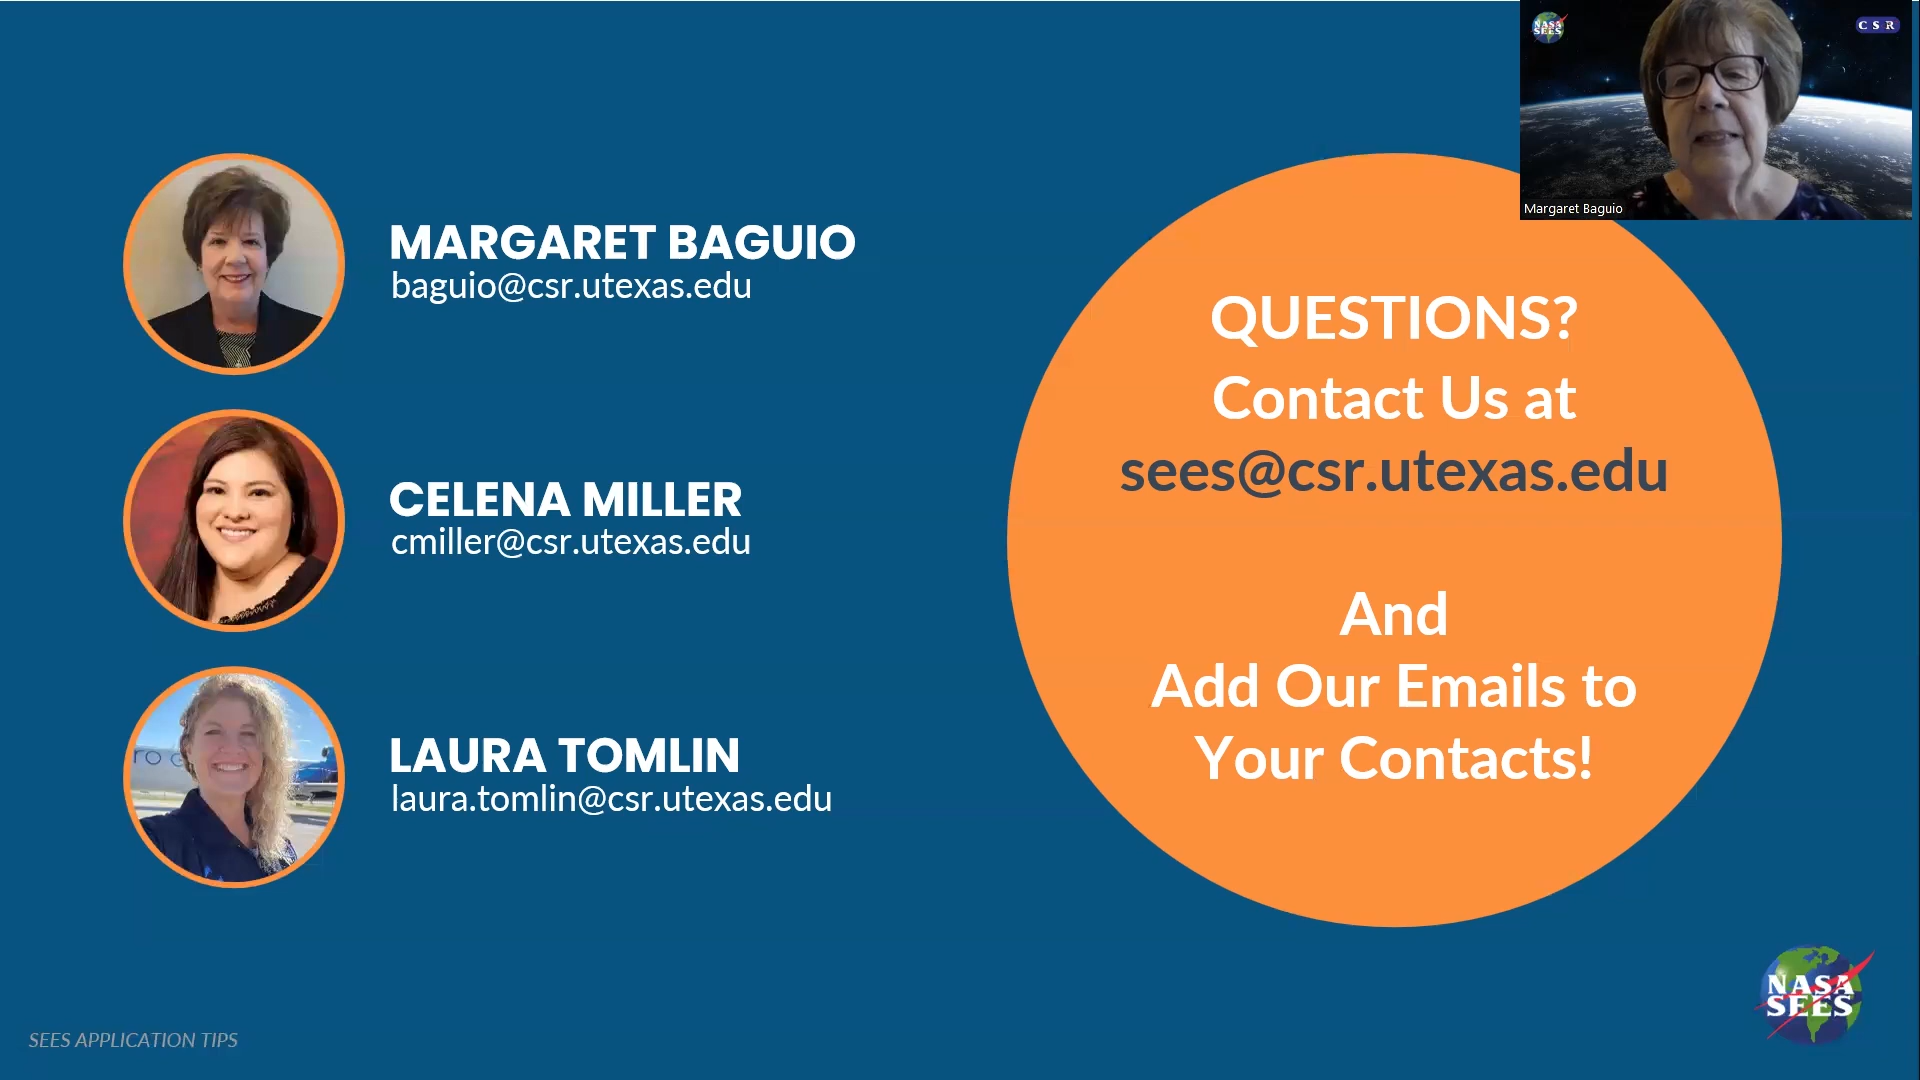 NASA
SEES
CSR
Margaret Baguio
MARGARET BAGUIO
baguio@csr.utexas.edu
CELENA MILLER
cmiller@csr.utexas.edu
LAURA TOMLIN
laura.tomlin@csr.utexas.edu
QUESTIONS?
Contact Us at
sees@csr.utexas.edu
And
Add Our Emails to
Your Contacts!
NASA
SEES
SEES APPLICATION TIPS